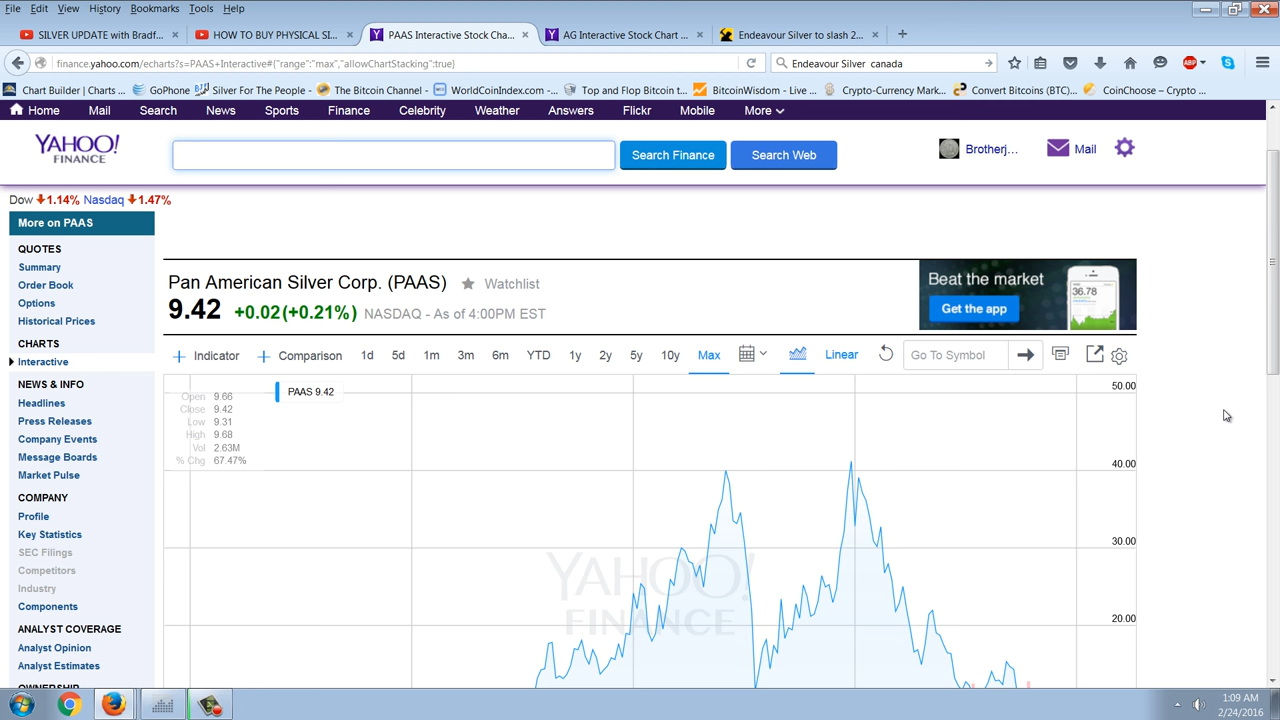 File Edit View History Bookmarks Tools Help
SILVER UPDATE with Bradf... × HOW TO BUY PHYSICAL SI... × PAAS Interactive Stock Cha... × AG Interactive Stock Chart ... × Endeavour Silver to slash 2... × +
finance.yahoo.com/echarts?s=PAAS+Interactive#{"range":"max","allowChartStacking":true} Endeavour Silver canada ABP
Chart Builder | Charts ... GoPhone Silver For The People - The Bitcoin Channel - WorldCoinIndex.com -... Top and Flop Bitcoin t... BitcoinWisdom - Live ... Crypto-Currency Mark... Convert Bitcoins (BTC)... CoinChoose – Crypto ...
Home Mail Search News Sports Finance Celebrity Weather Answers Flickr Mobile More
YAHOO!
FINANCE
Search Finance Search Web Brotherj... Mail
Dow 1.14% Nasdaq 1.47%
More on PAAS
QUOTES
Summary
Order Book
Options
Historical Prices
CHARTS
Interactive
NEWS & INFO
Headlines
Press Releases
Company Events
Message Boards
Market Pulse
COMPANY
Profile
Key Statistics
SEC Filings
Competitors
Industry
Components
ANALYST COVERAGE
Analyst Opinion
Analyst Estimates
OWNERSHIP
Pan American Silver Corp. (PAAS) ★ Watchlist
9.42 +0.02(+0.21%) NASDAQ - As of 4:00PM EST
Beat the market
Get the app
36.78
+ Indicator + Comparison 1d 5d 1m 3m 6m YTD 1y 2y 5y 10y Max Linear Go To Symbol
PAAS 9.42
Open 9.66
Close 9.42
Low 9.31
High 9.68
Vol 2.63M
% Chg 67.47%
50.00
40.00
30.00
20.00
YAHOO!
FINANCE
1:09 AM
2/24/2016